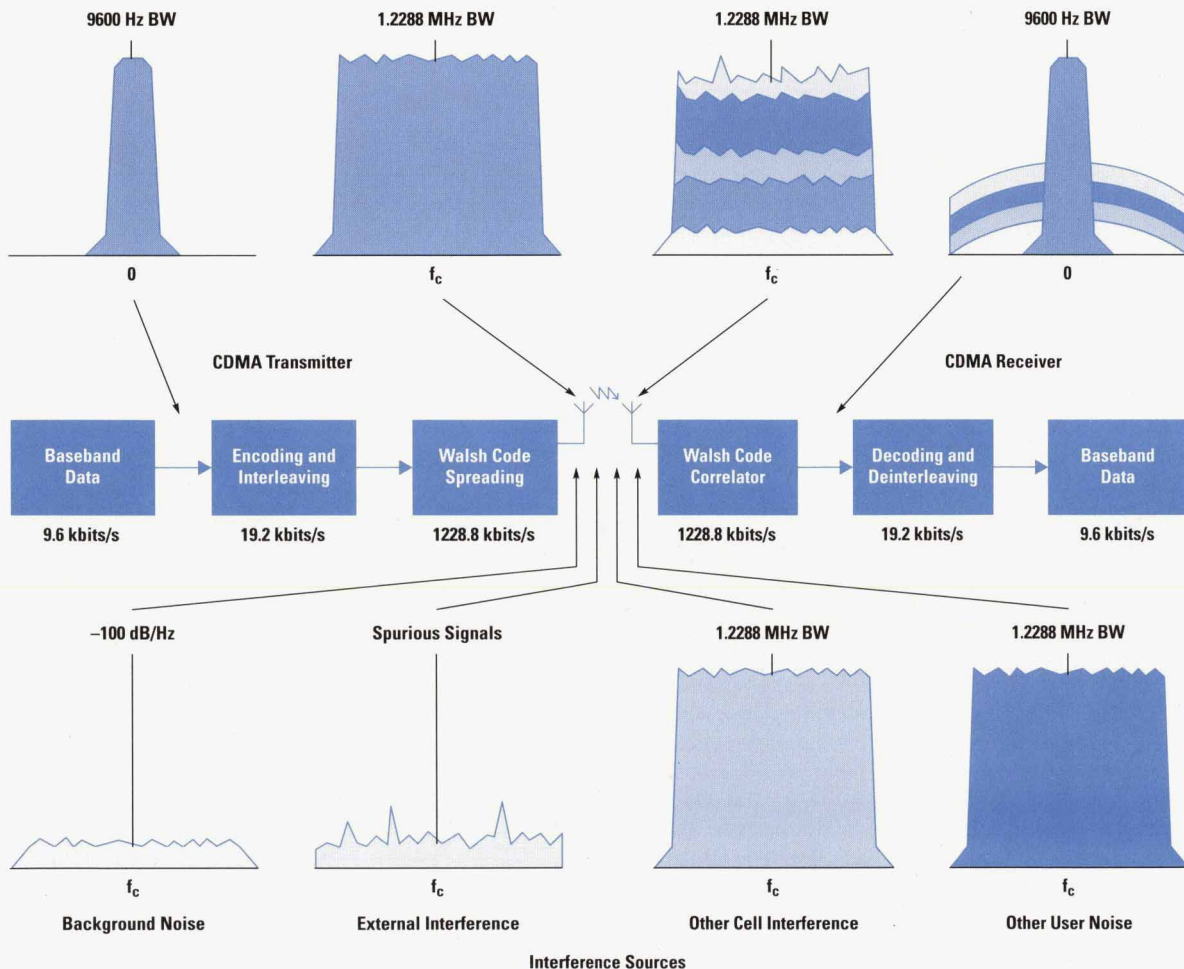 9600 Hz BW
1.2288 MHz BW
1.2288 MHz BW
9600 Hz BW
0
fc
fc
0
CDMA Transmitter
CDMA Receiver
Baseband
Data
Encoding and
Interleaving
Walsh Code
Spreading
Walsh Code
Correlator
Decoding and
Deinterleaving
Baseband
Data
9.6 kbits/s
19.2 kbits/s
1228.8 kbits/s
1228.8 kbits/s
19.2 kbits/s
9.6 kbits/s
–100 dB/Hz
Spurious Signals
1.2288 MHz BW
1.2288 MHz BW
fc
fc
fc
fc
Background Noise
External Interference
Other Cell Interference
Other User Noise
Interference Sources